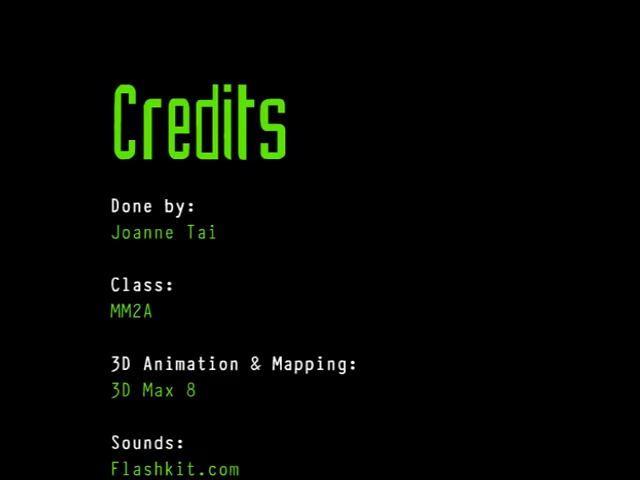 Credits
Done by:
Joanne Tai
Class:
MM2A
3D Animation & Mapping:
3D Max 8
Sounds:
Flashkit.com